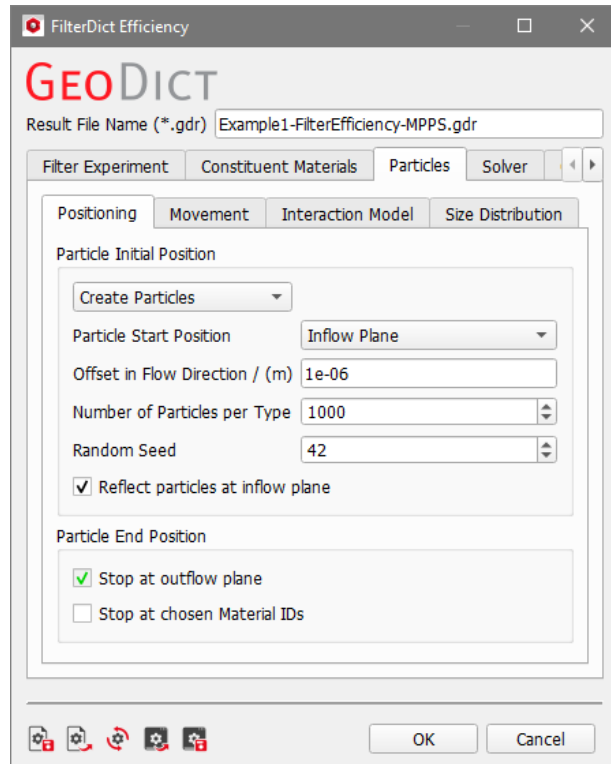 FilterDict Efficiency
GEODICT
Result File Name (*.gdr) Example1-FilterEfficiency-MPPS.gdr
Filter Experiment Constituent Materials Particles Solver
Positioning Movement Interaction Model Size Distribution
Particle Initial Position
Create Particles
Particle Start Position Inflow Plane
Offset in Flow Direction / (m) 1e-06
Number of Particles per Type 1000
Random Seed 42
Reflect particles at inflow plane
Particle End Position
Stop at outflow plane
Stop at chosen Material IDs
OK Cancel